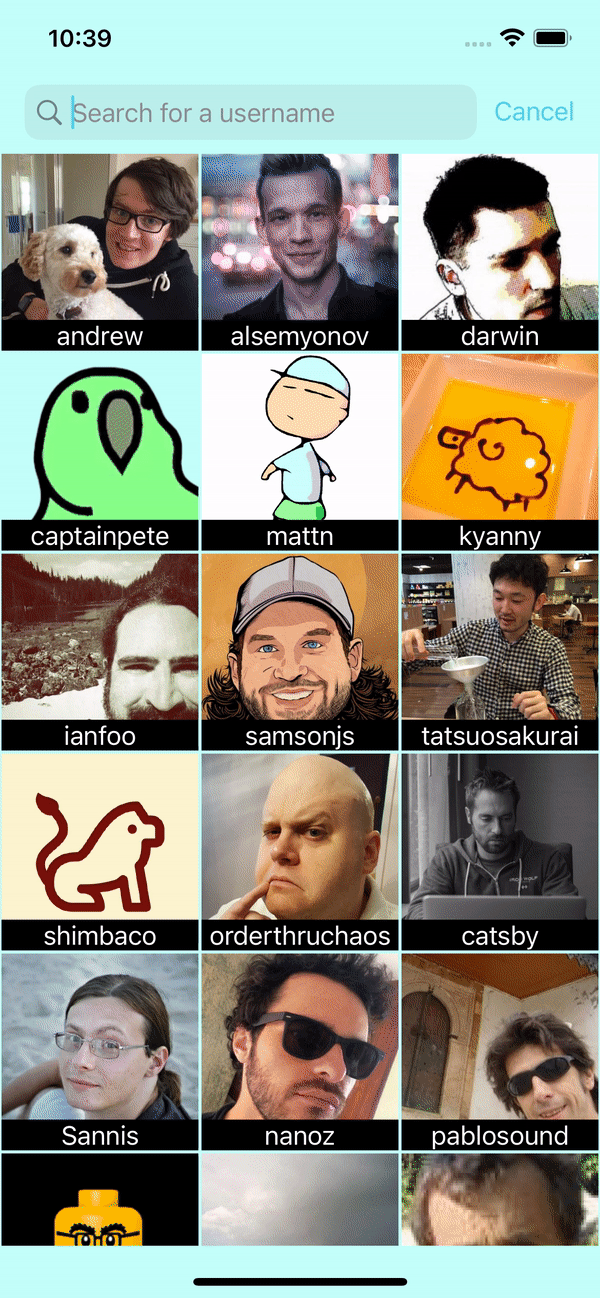 10:39
Search for a username
Cancel
andrew
alsemyonov
darwin
captainpete
mattn
kyanny
ianfoo
samsonjs
tatsuosakurai
shimbaco
orderthruchaos
catsby
Sannis
nanoz
pablosound